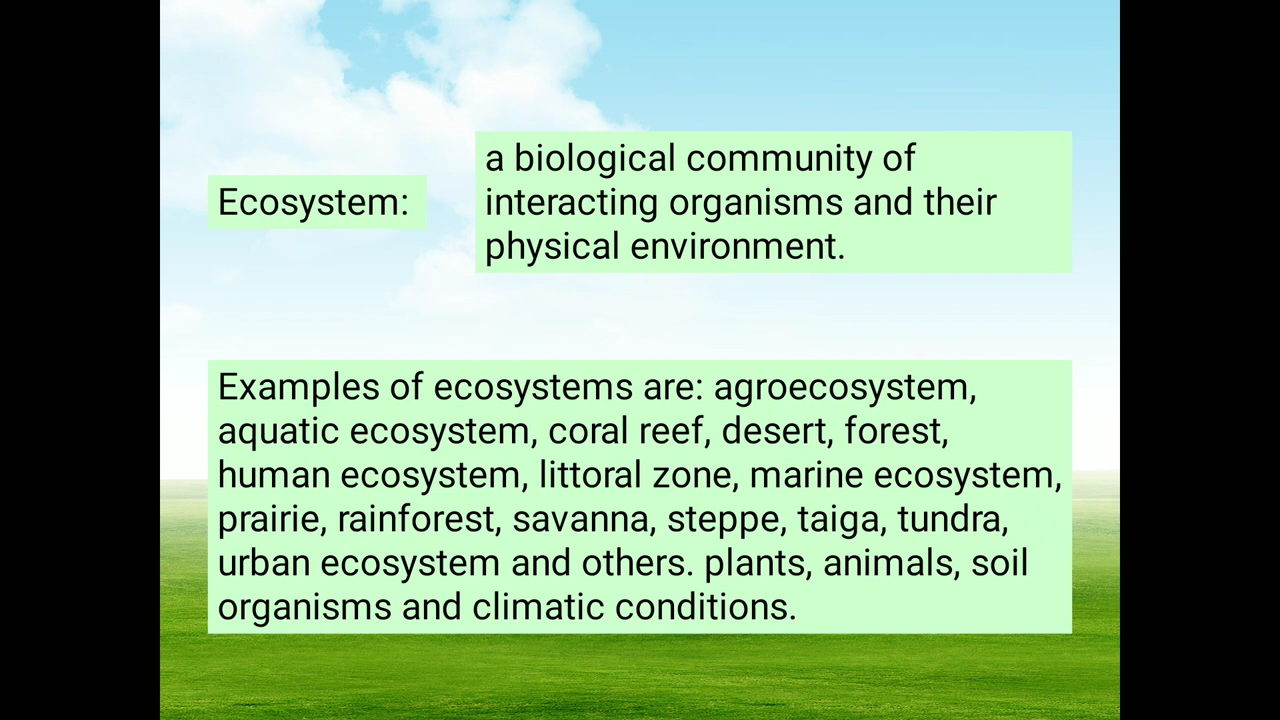 Ecosystem:
a biological community of
interacting organisms and their
physical environment.
Examples of ecosystems are: agroecosystem,
aquatic ecosystem, coral reef, desert, forest,
human ecosystem, littoral zone, marine ecosystem,
prairie, rainforest, savanna, steppe, taiga, tundra,
urban ecosystem and others. plants, animals, soil
organisms and climatic conditions.